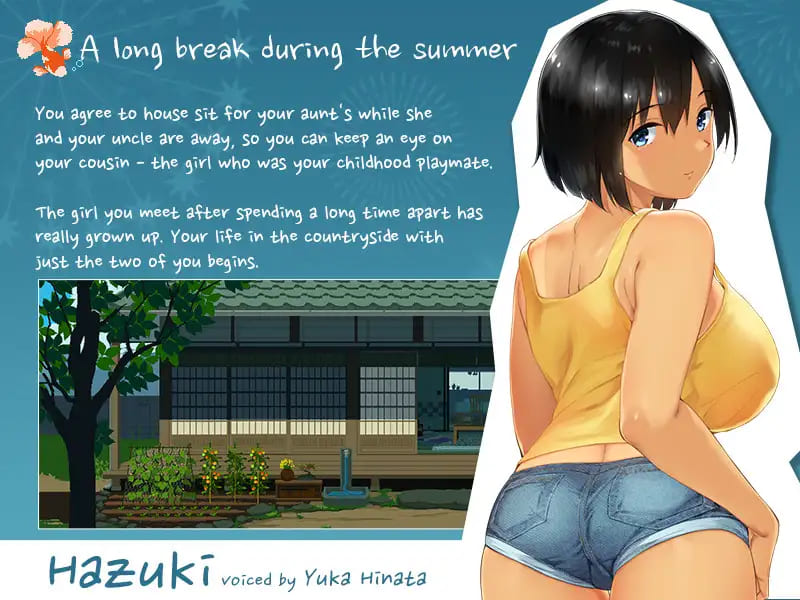 A long break during the summer
You agree to house sit for your aunt's while she
and your uncle are away, so you can keep an eye on
your cousin - the girl who was your childhood playmate.
The girl you meet after spending a long time apart has
really grown up. Your life in the countryside with
just the two of you begins.
Hazuki voiced by Yuka Hinata